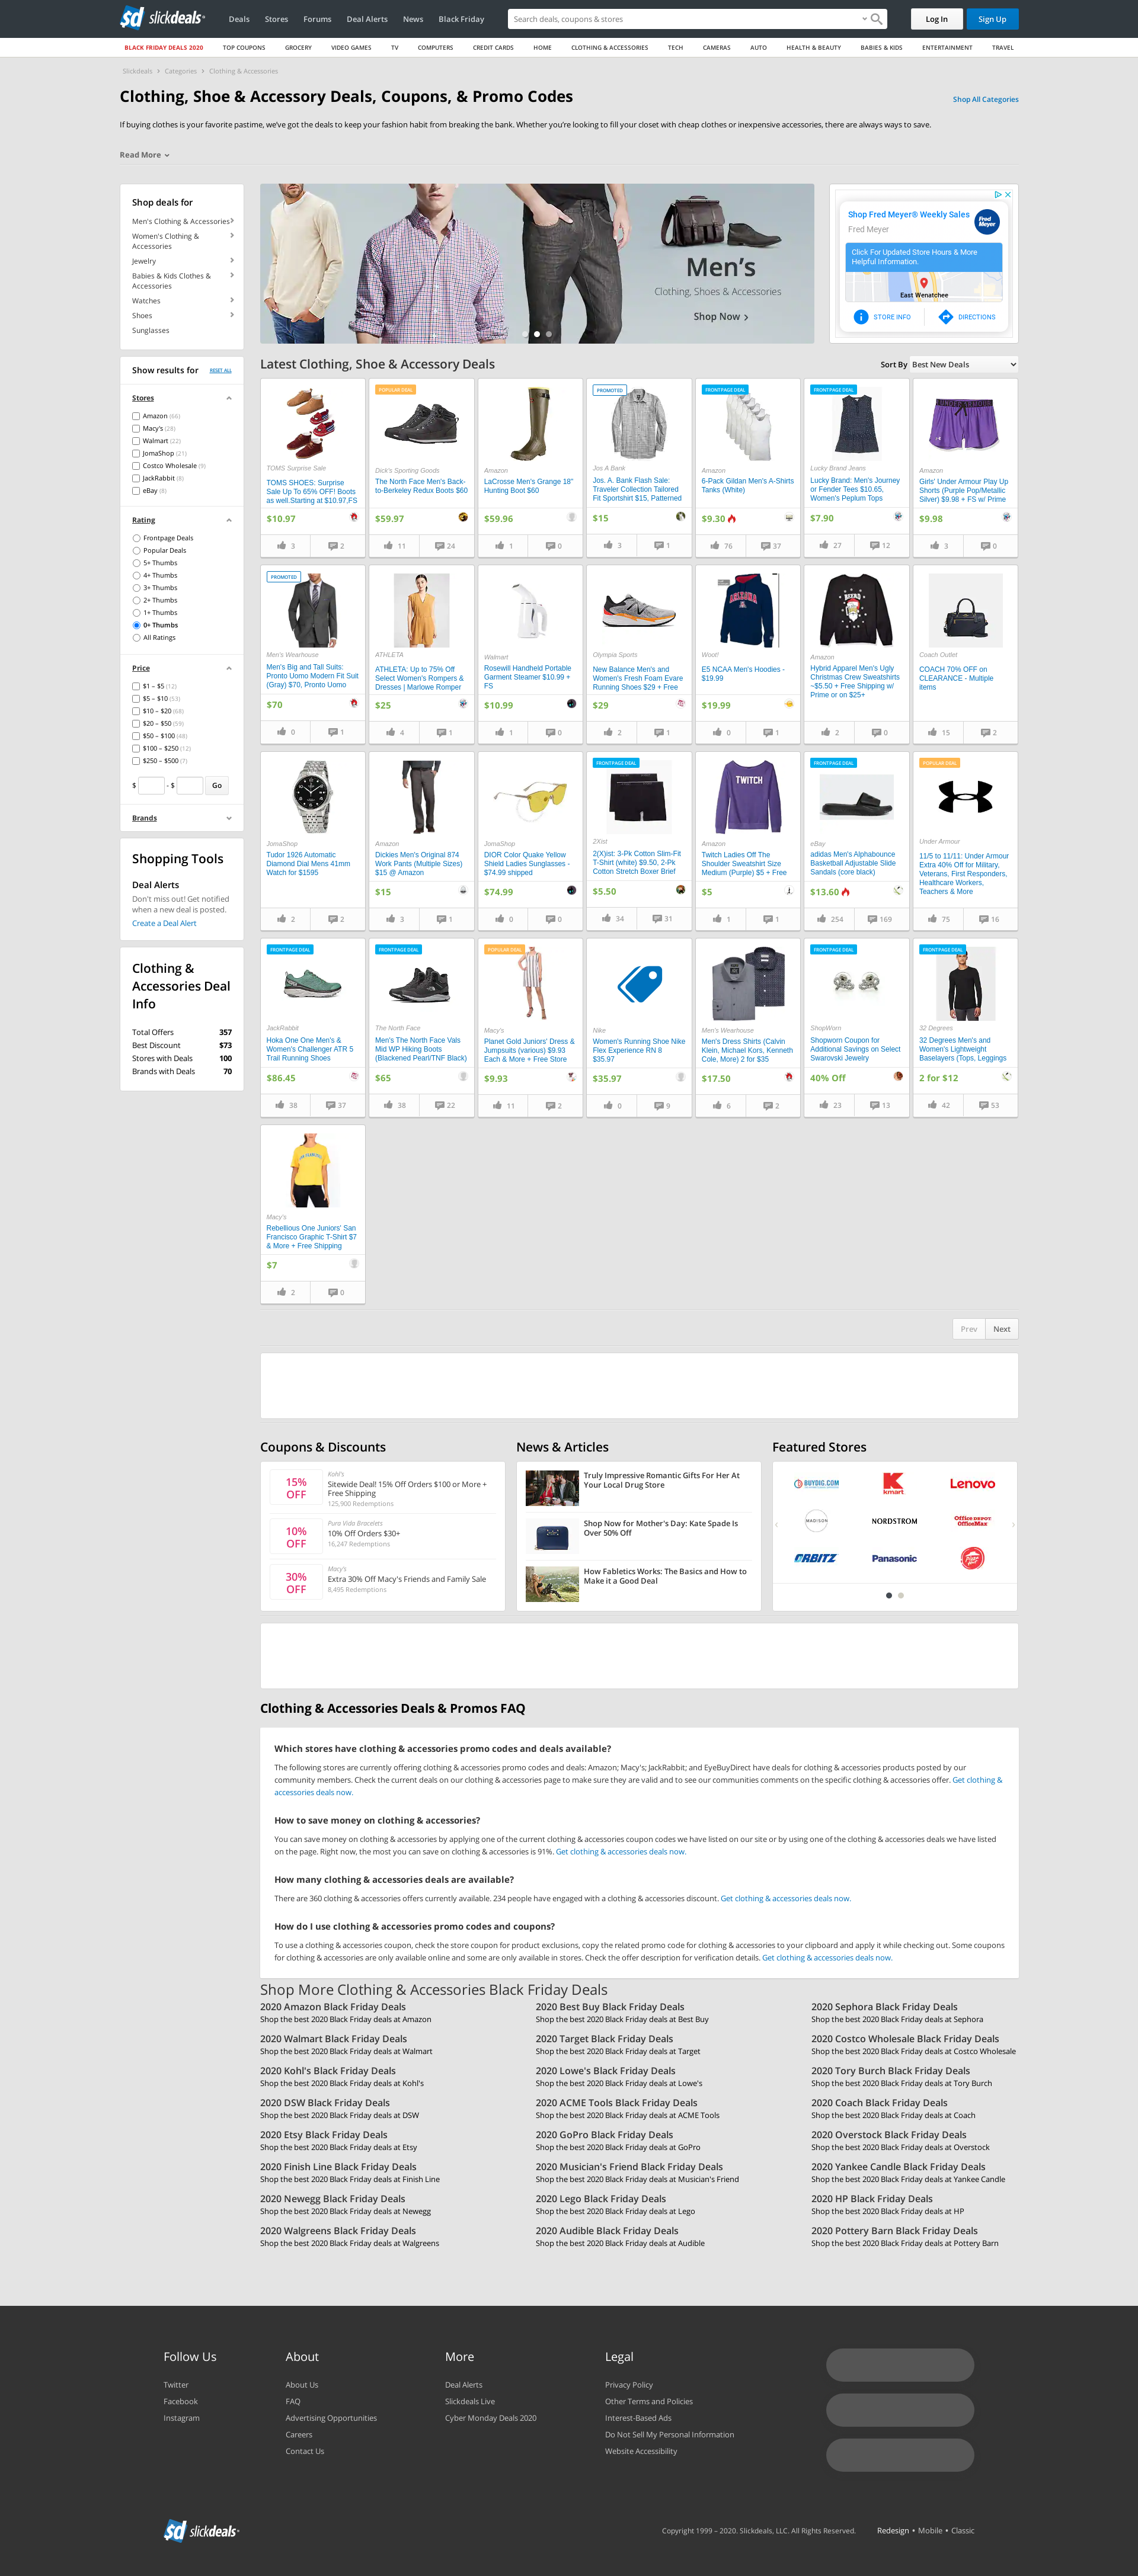 sd slickdeals
Deals
Stores
Forums
Deal Alerts
News
Black Friday
Search deals, coupons & stores
Log In
Sign Up
BLACK FRIDAY DEALS 2020
TOP COUPONS
GROCERY
VIDEO GAMES
TV
COMPUTERS
CREDIT CARDS
HOME
CLOTHING & ACCESSORIES
TECH
CAMERAS
AUTO
HEALTH & BEAUTY
BABIES & KIDS
ENTERTAINMENT
TRAVEL
Slickdeals > Categories > Clothing & Accessories
Clothing, Shoe & Accessory Deals, Coupons, & Promo Codes
Shop All Categories
If buying clothes is your favorite pastime, we've got the deals to keep your fashion habit from breaking the bank. Whether you're looking to fill your closet with cheap clothes or inexpensive accessories, there are always ways to save.
Read More
Shop deals for
Men's Clothing & Accessories
Women's Clothing &
Accessories
Jewelry
Babies & Kids Clothes &
Accessories
Watches
Shoes
Sunglasses
Show results for
RESET ALL
Stores
Amazon (66)
Macy's (28)
Walmart (22)
JomaShop (21)
Costco Wholesale (9)
JackRabbit (8)
eBay (8)
Rating
Frontpage Deals
Popular Deals
5+ Thumbs
4+ Thumbs
3+ Thumbs
2+ Thumbs
1+ Thumbs
0+ Thumbs
All Ratings
Price
$1 – $5 (12)
$5 – $10 (53)
$10 – $20 (68)
$20 – $50 (59)
$50 – $100 (48)
$100 – $250 (12)
$250 – $500 (7)
$ - $ Go
Brands
Shopping Tools
Deal Alerts
Don't miss out! Get notified
when a new deal is posted.
Create a Deal Alert
Clothing &
Accessories Deal
Info
Total Offers 357
Best Discount $73
Stores with Deals 100
Brands with Deals 70
Men's
Clothing, Shoes & Accessories
Shop Now
Shop Fred Meyer® Weekly Sales
Fred Meyer
Fred Meyer
Click For Updated Store Hours & More
Helpful Information.
East Wenatchee
STORE INFO
DIRECTIONS
Latest Clothing, Shoe & Accessory Deals
Sort By Best New Deals
TOMS Surprise Sale
TOMS SHOES: Surprise
Sale Up To 65% OFF! Boots
as well.Starting at $10.97,FS
$10.97
3
2
POPULAR DEAL
Dick's Sporting Goods
The North Face Men's Back-
to-Berkeley Redux Boots $60
$59.97
11
24
Amazon
LaCrosse Men's Grange 18"
Hunting Boot $60
$59.96
1
0
PROMOTED
Jos A Bank
Jos. A. Bank Flash Sale:
Traveler Collection Tailored
Fit Sportshirt $15, Patterned
$15
3
1
FRONTPAGE DEAL
Amazon
6-Pack Gildan Men's A-Shirts
Tanks (White)
$9.30
76
37
FRONTPAGE DEAL
Lucky Brand Jeans
Lucky Brand: Men's Journey
or Fender Tees $10.65,
Women's Peplum Tops
$7.90
27
12
UNDER ARMOUR
Amazon
Girls' Under Armour Play Up
Shorts (Purple Pop/Metallic
Silver) $9.98 + FS w/ Prime
$9.98
3
0
PROMOTED
Men's Wearhouse
Men's Big and Tall Suits:
Pronto Uomo Modern Fit Suit
(Gray) $70, Pronto Uomo
$70
0
1
ATHLETA
ATHLETA: Up to 75% Off
Select Women's Rompers &
Dresses | Marlowe Romper
$25
4
1
Walmart
Rosewill Handheld Portable
Garment Steamer $10.99 +
FS
$10.99
1
0
Olympia Sports
New Balance Men's and
Women's Fresh Foam Evare
Running Shoes $29 + Free
$29
2
1
ARIZONA
Woot!
E5 NCAA Men's Hoodies -
$19.99
$19.99
0
1
Amazon
Hybrid Apparel Men's Ugly
Christmas Crew Sweatshirts
~$5.50 + Free Shipping w/
Prime or on $25+
2
0
Coach Outlet
COACH 70% OFF on
CLEARANCE - Multiple
items
15
2
JomaShop
Tudor 1926 Automatic
Diamond Dial Mens 41mm
Watch for $1595
2
2
Amazon
Dickies Men's Original 874
Work Pants (Multiple Sizes)
$15 @ Amazon
$15
3
1
JomaShop
DIOR Color Quake Yellow
Shield Ladies Sunglasses -
$74.99 shipped
$74.99
0
0
FRONTPAGE DEAL
2Xist
2(X)ist: 3-Pk Cotton Slim-Fit
T-Shirt (white) $9.50, 2-Pk
Cotton Stretch Boxer Brief
$5.50
34
31
TWITCH
Amazon
Twitch Ladies Off The
Shoulder Sweatshirt Size
Medium (Purple) $5 + Free
$5
1
1
FRONTPAGE DEAL
eBay
adidas Men's Alphabounce
Basketball Adjustable Slide
Sandals (core black)
$13.60
254
169
POPULAR DEAL
Under Armour
11/5 to 11/11: Under Armour
Extra 40% Off for Military,
Veterans, First Responders,
Healthcare Workers,
Teachers & More
75
16
FRONTPAGE DEAL
JackRabbit
Hoka One One Men's &
Women's Challenger ATR 5
Trail Running Shoes
$86.45
38
37
FRONTPAGE DEAL
The North Face
Men's The North Face Vals
Mid WP Hiking Boots
(Blackened Pearl/TNF Black)
$65
38
22
POPULAR DEAL
Macy's
Planet Gold Juniors' Dress &
Jumpsuits (various) $9.93
Each & More + Free Store
$9.93
11
2
Nike
Women's Running Shoe Nike
Flex Experience RN 8
$35.97
$35.97
0
9
Men's Wearhouse
Men's Dress Shirts (Calvin
Klein, Michael Kors, Kenneth
Cole, More) 2 for $35
$17.50
6
2
FRONTPAGE DEAL
ShopWorn
Shopworn Coupon for
Additional Savings on Select
Swarovski Jewelry
40% Off
23
13
FRONTPAGE DEAL
32 Degrees
32 Degrees Men's and
Women's Lightweight
Baselayers (Tops, Leggings
2 for $12
42
53
Macy's
Rebellious One Juniors' San
Francisco Graphic T-Shirt $7
& More + Free Shipping
$7
2
0
Prev
Next
Coupons & Discounts
15%
OFF
Kohl's
Sitewide Deal! 15% Off Orders $100 or More +
Free Shipping
125,900 Redemptions
10%
OFF
Pura Vida Bracelets
10% Off Orders $30+
16,247 Redemptions
30%
OFF
Macy's
Extra 30% Off Macy's Friends and Family Sale
8,495 Redemptions
News & Articles
Truly Impressive Romantic Gifts For Her At
Your Local Drug Store
Shop Now for Mother's Day: Kate Spade Is
Over 50% Off
How Fabletics Works: The Basics and How to
Make it a Good Deal
Featured Stores
BUYDIG.COM
kmart
Lenovo
MADISON
NORDSTROM
Office DEPOT
OfficeMax
ORBITZ
Panasonic
Pizza Hut
Clothing & Accessories Deals & Promos FAQ
Which stores have clothing & accessories promo codes and deals available?
The following stores are currently offering clothing & accessories promo codes and deals: Amazon; Macy's; JackRabbit; and EyeBuyDirect have deals for clothing & accessories products posted by our
community members. Check the current deals on our clothing & accessories page to make sure they are valid and to see our communities comments on the specific clothing & accessories offer. Get clothing &
accessories deals now.
How to save money on clothing & accessories?
You can save money on clothing & accessories by applying one of the current clothing & accessories coupon codes we have listed on our site or by using one of the clothing & accessories deals we have listed
on the page. Right now, the most you can save on clothing & accessories is 91%. Get clothing & accessories deals now.
How many clothing & accessories deals are available?
There are 360 clothing & accessories offers currently available. 234 people have engaged with a clothing & accessories discount. Get clothing & accessories deals now.
How do I use clothing & accessories promo codes and coupons?
To use a clothing & accessories coupon, check the store coupon for product exclusions, copy the related promo code for clothing & accessories to your clipboard and apply it while checking out. Some coupons
for clothing & accessories are only available online and some are only available in stores. Check the offer description for verification details. Get clothing & accessories deals now.
Shop More Clothing & Accessories Black Friday Deals
2020 Amazon Black Friday Deals
Shop the best 2020 Black Friday deals at Amazon
2020 Best Buy Black Friday Deals
Shop the best 2020 Black Friday deals at Best Buy
2020 Sephora Black Friday Deals
Shop the best 2020 Black Friday deals at Sephora
2020 Walmart Black Friday Deals
Shop the best 2020 Black Friday deals at Walmart
2020 Target Black Friday Deals
Shop the best 2020 Black Friday deals at Target
2020 Costco Wholesale Black Friday Deals
Shop the best 2020 Black Friday deals at Costco Wholesale
2020 Kohl's Black Friday Deals
Shop the best 2020 Black Friday deals at Kohl's
2020 Lowe's Black Friday Deals
Shop the best 2020 Black Friday deals at Lowe's
2020 Tory Burch Black Friday Deals
Shop the best 2020 Black Friday deals at Tory Burch
2020 DSW Black Friday Deals
Shop the best 2020 Black Friday deals at DSW
2020 ACME Tools Black Friday Deals
Shop the best 2020 Black Friday deals at ACME Tools
2020 Coach Black Friday Deals
Shop the best 2020 Black Friday deals at Coach
2020 Etsy Black Friday Deals
Shop the best 2020 Black Friday deals at Etsy
2020 GoPro Black Friday Deals
Shop the best 2020 Black Friday deals at GoPro
2020 Overstock Black Friday Deals
Shop the best 2020 Black Friday deals at Overstock
2020 Finish Line Black Friday Deals
Shop the best 2020 Black Friday deals at Finish Line
2020 Musician's Friend Black Friday Deals
Shop the best 2020 Black Friday deals at Musician's Friend
2020 Yankee Candle Black Friday Deals
Shop the best 2020 Black Friday deals at Yankee Candle
2020 Newegg Black Friday Deals
Shop the best 2020 Black Friday deals at Newegg
2020 Lego Black Friday Deals
Shop the best 2020 Black Friday deals at Lego
2020 HP Black Friday Deals
Shop the best 2020 Black Friday deals at HP
2020 Walgreens Black Friday Deals
Shop the best 2020 Black Friday deals at Walgreens
2020 Audible Black Friday Deals
Shop the best 2020 Black Friday deals at Audible
2020 Pottery Barn Black Friday Deals
Shop the best 2020 Black Friday deals at Pottery Barn
Follow Us
Twitter
Facebook
Instagram
About
About Us
FAQ
Advertising Opportunities
Careers
Contact Us
More
Deal Alerts
Slickdeals Live
Cyber Monday Deals 2020
Legal
Privacy Policy
Other Terms and Policies
Interest-Based Ads
Do Not Sell My Personal Information
Website Accessibility
sd slickdeals
Copyright 1999 – 2020. Slickdeals, LLC. All Rights Reserved.
Redesign • Mobile • Classic